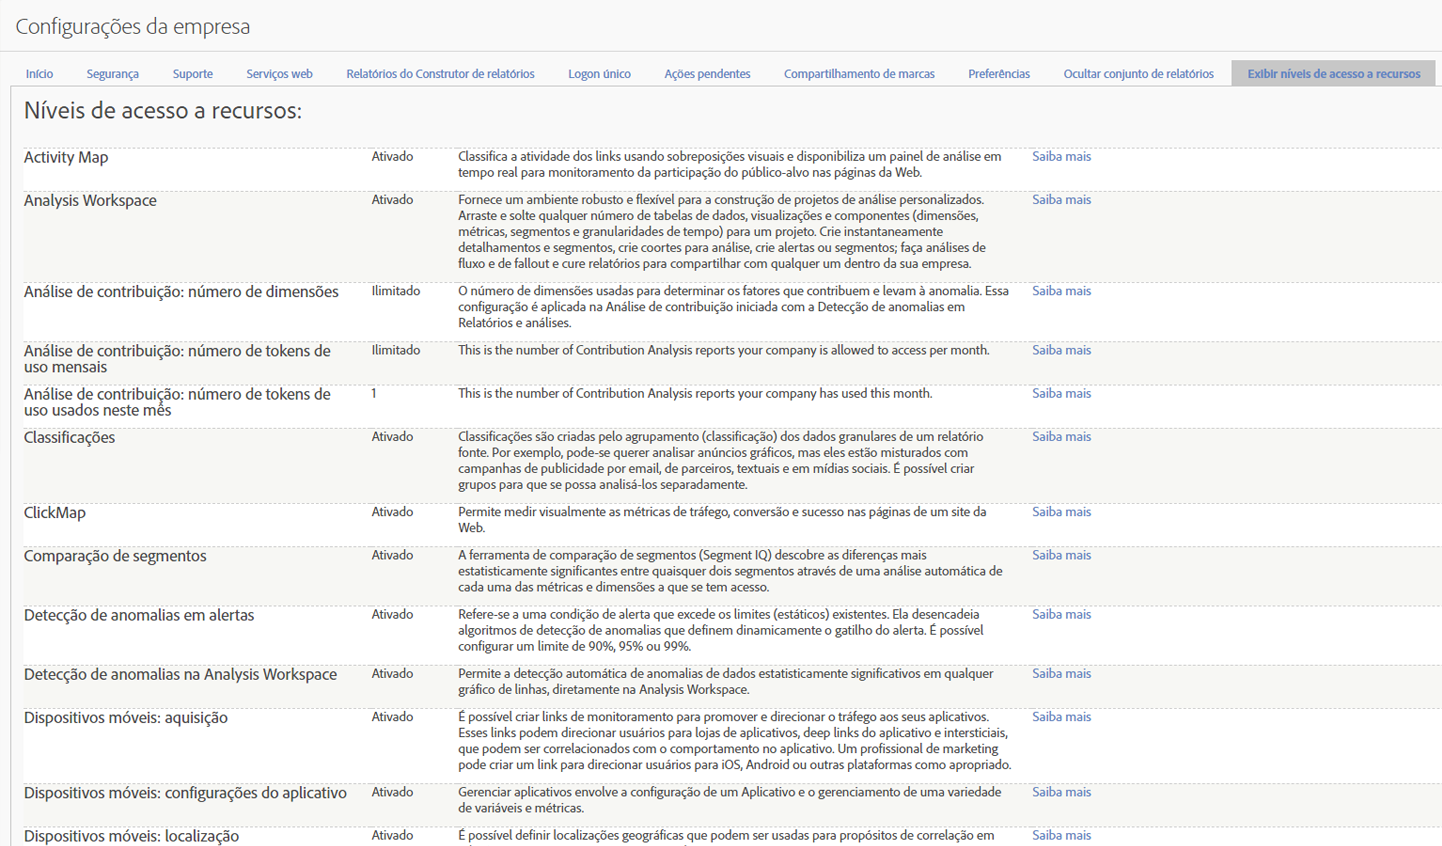 Configurações da empresa
Início Segurança Suporte Serviços web Relatórios do Construtor de relatórios Logon único Ações pendentes Compartilhamento de marcas Preferências Ocultar conjunto de relatórios Exibir níveis de acesso a recursos
Níveis de acesso a recursos:
Activity Map Ativado Classifica a atividade dos links usando sobreposições visuais e disponibiliza um painel de análise em Saiba mais
tempo real para monitoramento da participação do público-alvo nas páginas da Web.
Analysis Workspace Ativado Fornece um ambiente robusto e flexível para a construção de projetos de análise personalizados. Saiba mais
Arraste e solte qualquer número de tabelas de dados, visualizações e componentes (dimensões,
métricas, segmentos e granularidades de tempo) para um projeto. Crie instantaneamente
detalhamentos e segmentos, crie coortes para análise, crie alertas ou segmentos; faça análises de
fluxo e de fallout e cure relatórios para compartilhar com qualquer um dentro da sua empresa.
Análise de contribuição: número de dimensões Ilimitado O número de dimensões usadas para determinar os fatores que contribuem e levam à anomalia. Essa Saiba mais
configuração é aplicada na Análise de contribuição iniciada com a Detecção de anomalias em
Relatórios e análises.
Análise de contribuição: número de tokens de Ilimitado This is the number of Contribution Analysis reports your company is allowed to access per month. Saiba mais
uso mensais
Análise de contribuição: número de tokens de 1 This is the number of Contribution Analysis reports your company has used this month. Saiba mais
uso usados neste mês
Classificações Ativado Classificações são criadas pelo agrupamento (classificação) dos dados granulares de um relatório Saiba mais
fonte. Por exemplo, pode-se querer analisar anúncios gráficos, mas eles estão misturados com
campanhas de publicidade por email, de parceiros, textuais e em mídias sociais. É possível criar
grupos para que se possa analisá-los separadamente.
ClickMap Ativado Permite medir visualmente as métricas de tráfego, conversão e sucesso nas páginas de um site da Saiba mais
Web.
Comparação de segmentos Ativado A ferramenta de comparação de segmentos (Segment IQ) descobre as diferenças mais Saiba mais
estatisticamente significantes entre quaisquer dois segmentos através de uma análise automática de
cada uma das métricas e dimensões a que se tem acesso.
Detecção de anomalias em alertas Ativado Refere-se a uma condição de alerta que excede os limites (estáticos) existentes. Ela desencadeia Saiba mais
algoritmos de detecção de anomalias que definem dinamicamente o gatilho do alerta. É possível
configurar um limite de 90%, 95% ou 99%.
Detecção de anomalias na Analysis Workspace Ativado Permite a detecção automática de anomalias de dados estatisticamente significativos em qualquer Saiba mais
gráfico de linhas, diretamente na Analysis Workspace.
Dispositivos móveis: aquisição Ativado É possível criar links de monitoramento para promover e direcionar o tráfego aos seus aplicativos. Saiba mais
Esses links podem direcionar usuários para lojas de aplicativos, deep links do aplicativo e intersticiais,
que podem ser correlacionados com o comportamento no aplicativo. Um profissional de marketing
pode criar um link para direcionar usuários para iOS, Android ou outras plataformas como apropriado.
Dispositivos móveis: configurações do aplicativo Ativado Gerenciar aplicativos envolve a configuração de um Aplicativo e o gerenciamento de uma variedade Saiba mais
de variáveis e métricas.
Dispositivos móveis: localização Ativado É possível definir localizações geográficas que podem ser usadas para propósitos de correlação em Saiba mais